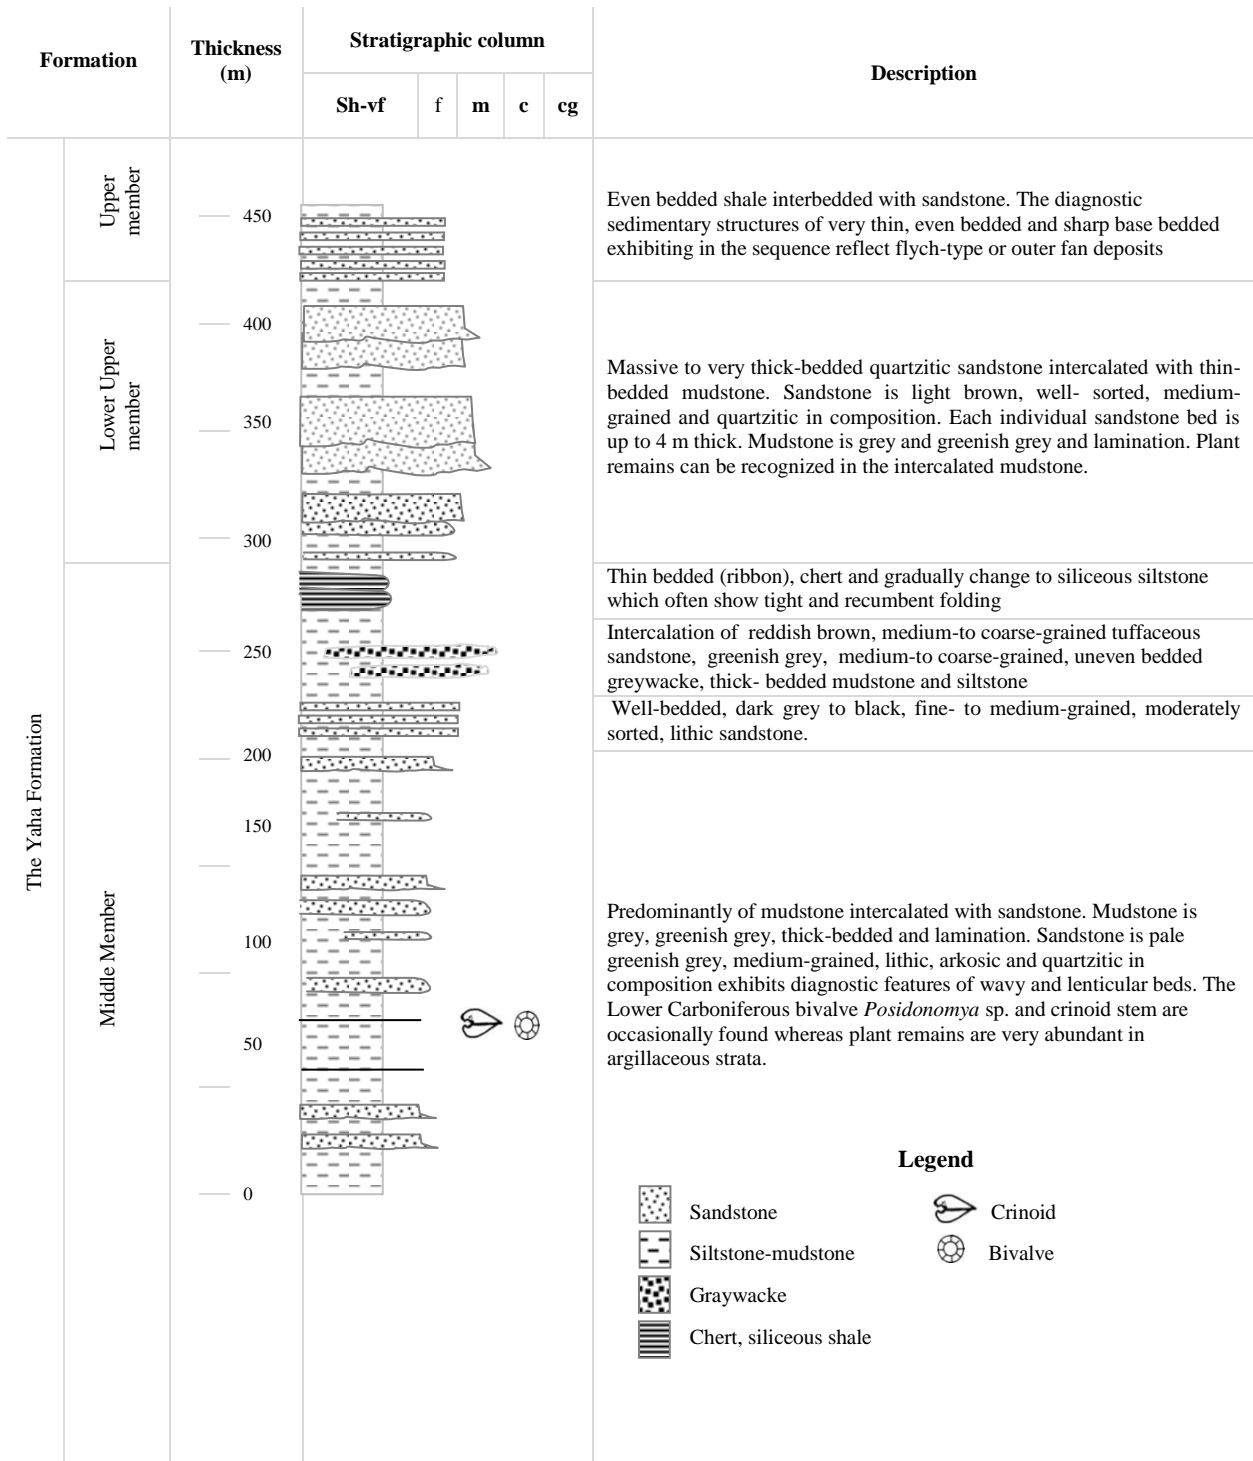 Formation
Thickness
(m)
Stratigraphic column
Description
Sh-vf
f
m
c
cg
The Yaha Formation
Upper
member
450
Even bedded shale interbedded with sandstone. The diagnostic
sedimentary structures of very thin, even bedded and sharp base bedded
exhibiting in the sequence reflect flych-type or outer fan deposits
Lower Upper
member
400
350
300
Massive to very thick-bedded quartzitic sandstone intercalated with thin-
bedded mudstone. Sandstone is light brown, well- sorted, medium-
grained and quartzitic in composition. Each individual sandstone bed is
up to 4 m thick. Mudstone is grey and greenish grey and lamination. Plant
remains can be recognized in the intercalated mudstone.
Middle Member
Thin bedded (ribbon), chert and gradually change to siliceous siltstone
which often show tight and recumbent folding
250
Intercalation of reddish brown, medium-to coarse-grained tuffaceous
sandstone, greenish grey, medium-to coarse-grained, uneven bedded
greywacke, thick- bedded mudstone and siltstone
Well-bedded, dark grey to black, fine- to medium-grained, moderately
sorted, lithic sandstone.
200
150
100
50
0
Predominantly of mudstone intercalated with sandstone. Mudstone is
grey, greenish grey, thick-bedded and lamination. Sandstone is pale
greenish grey, medium-grained, lithic, arkosic and quartzitic in
composition exhibits diagnostic features of wavy and lenticular beds. The
Lower Carboniferous bivalve Posidonomya sp. and crinoid stem are
occasionally found whereas plant remains are very abundant in
argillaceous strata.
Legend
Sandstone
Siltstone-mudstone
Graywacke
Chert, siliceous shale
Crinoid
Bivalve